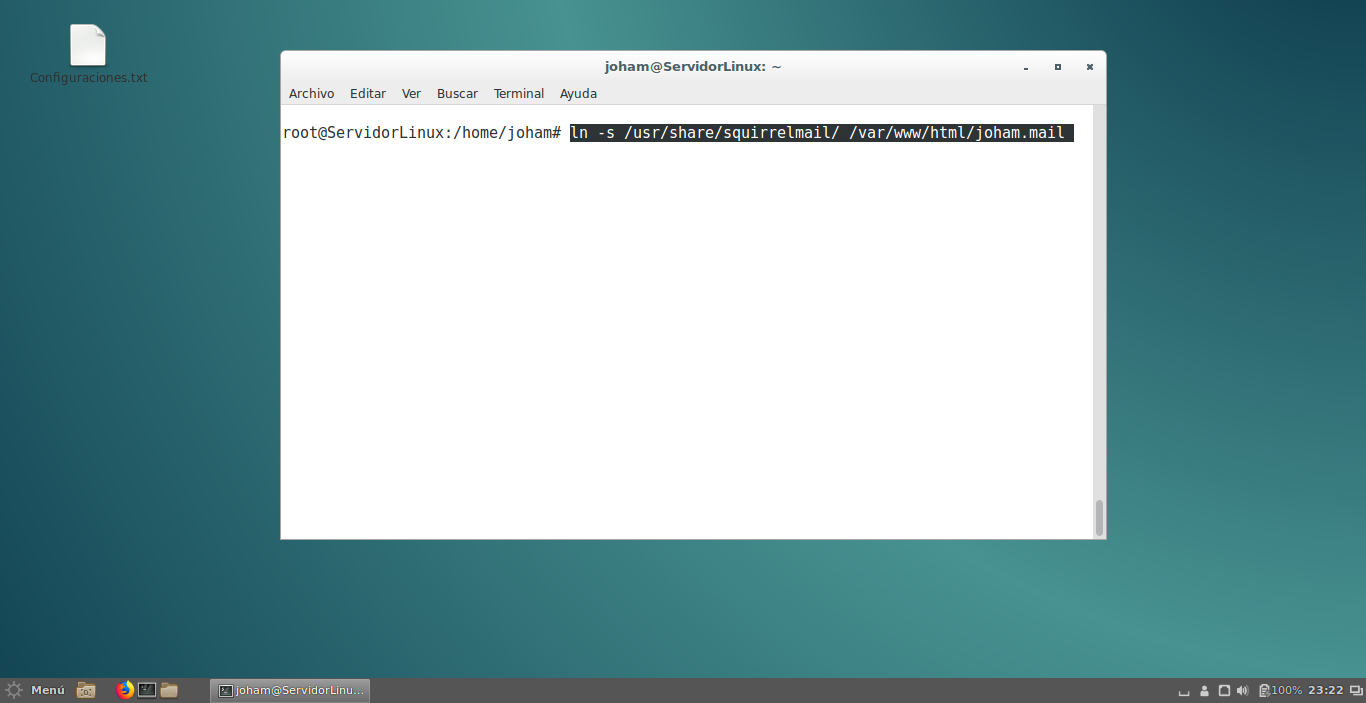 Configuraciones.txt
joham@ServidorLinux: ~
Archivo Editar Ver Buscar Terminal Ayuda
root@ServidorLinux:/home/joham# ln -s /usr/share/squirrelmail/ /var/www/html/joham.mail
Menú joham@ServidorLinu... 100% 23:22